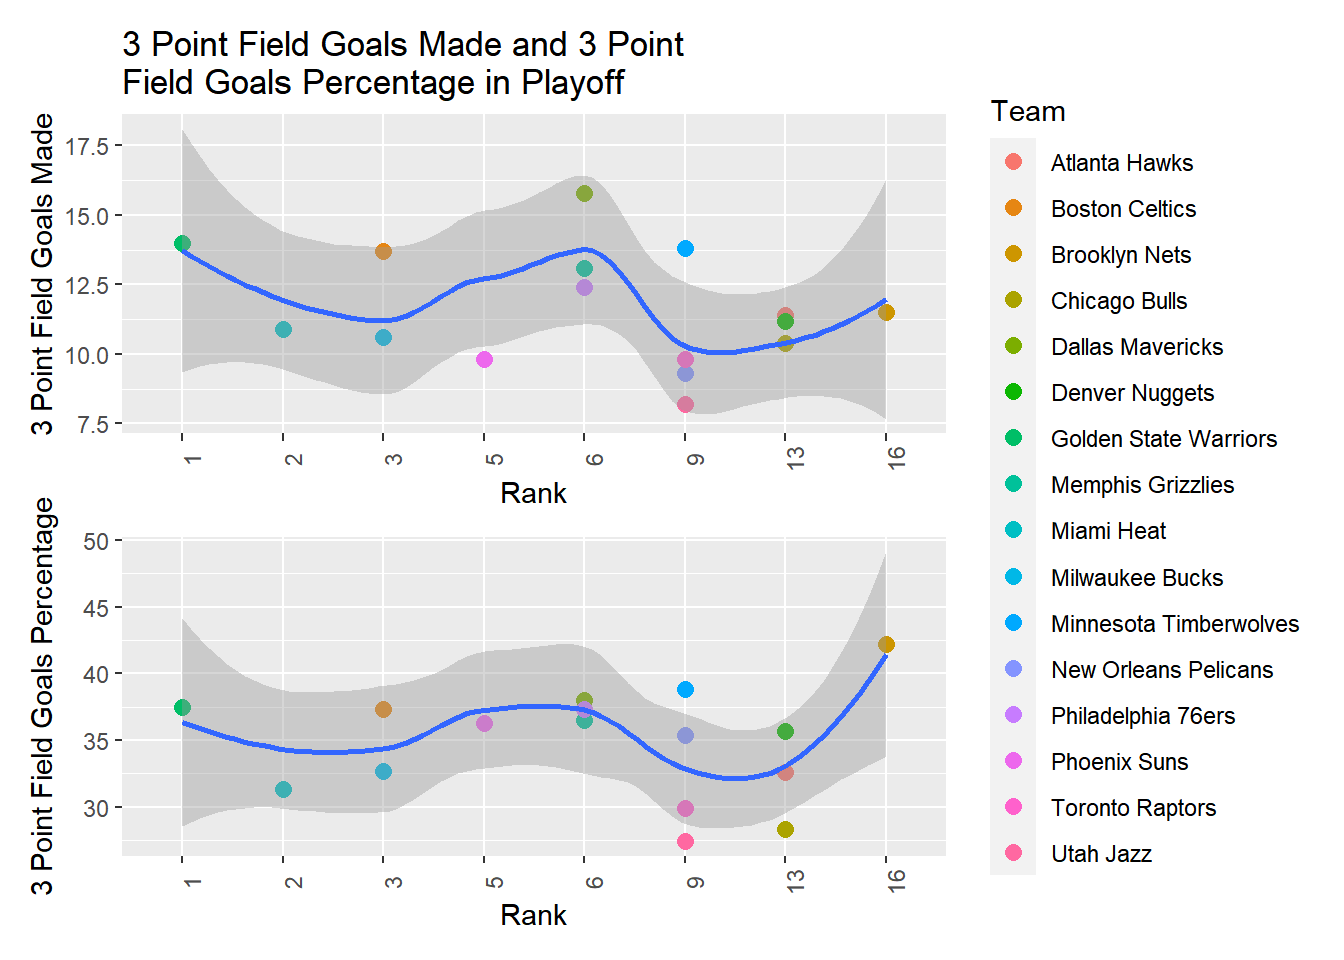 3 Point Field Goals Made and 3 Point
Field Goals Percentage in Playoff
3 Point Field Goals Made
17.5
15.0
12.5
10.0
7.5
1
2
3
5
6
9
13
16
Rank
3 Point Field Goals Percentage
50
45
40
35
30
1
2
3
5
6
9
13
16
Rank
Team
Atlanta Hawks
Boston Celtics
Brooklyn Nets
Chicago Bulls
Dallas Mavericks
Denver Nuggets
Golden State Warriors
Memphis Grizzlies
Miami Heat
Milwaukee Bucks
Minnesota Timberwolves
New Orleans Pelicans
Philadelphia 76ers
Phoenix Suns
Toronto Raptors
Utah Jazz